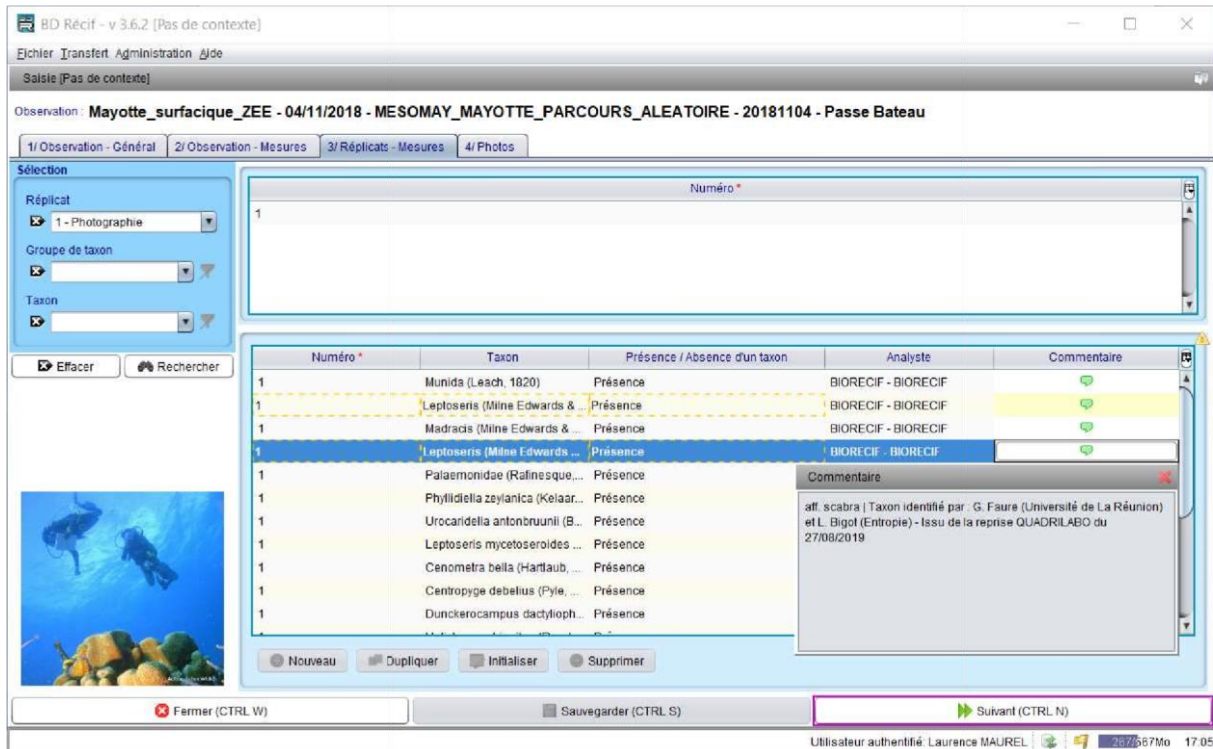 BD Récif - v 3.6.2 [Pas de contexte]
Fichier Transfert Administration Aide
Saisie [Pas de contexte]
Observation : Mayotte_surfacique_ZEE - 04/11/2018 - MESOMAY_MAYOTTE_PARCOURS_ALEATOIRE - 20181104 - Passe Bateau
1/ Observation - Général 2/ Observation - Mesures 3/ Réplicats - Mesures 4/ Photos
Sélection
Réplicat
1 - Photographie
Groupe de taxon
Taxon
Effacer Rechercher
Numéro *
1
Numéro * Taxon Présence / Absence d'un taxon Analyste Commentaire
1 Munida (Leach, 1820) Présence BIORECIF - BIORECIF
1 Leptoseris (Milne Edwards & ... Présence BIORECIF - BIORECIF
1 Madracis (Milne Edwards & ... Présence BIORECIF - BIORECIF
1 Leptoseris (Milne Edwards ... Présence BIORECIF - BIORECIF
1 Palaemonidae (Rafinesque,... Présence
1 Phyllidiella zeylanica (Kelaar... Présence
1 Urocaridella antonbruunii (B... Présence
1 Leptoseris mycetoseroides ... Présence
1 Cenometra bella (Hartlaub, ... Présence
1 Centropyge debelius (Pyle, ... Présence
1 Dunckerocampus dactylioph... Présence
Commentaire
aff. scabra | Taxon identifié par : G. Faure (Université de La Réunion)
et L. Bigot (Entropie) - Issu de la reprise QUADRILABO du
27/08/2019
Nouveau Dupliquer Initialiser Supprimer
Fermer (CTRL W) Sauvegarder (CTRL S) Suivant (CTRL N)
Utilisateur authentifié: Laurence MAUREL 267/587Mo 17:05